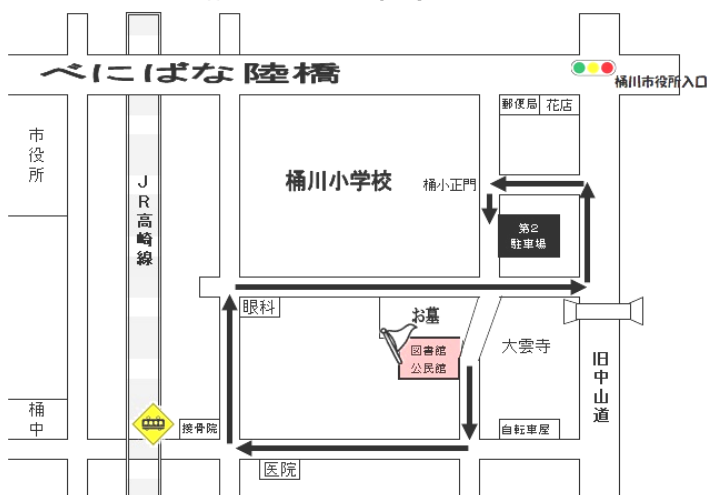 べにばな陸橋
桶川市役所入口
郵便局
花店
市役所
JR高崎線
桶川小学校
桶小正門
第2
駐車場
眼科
お墓
図書館
公民館
大雲寺
旧中山道
桶中
接骨院
自転車屋
医院